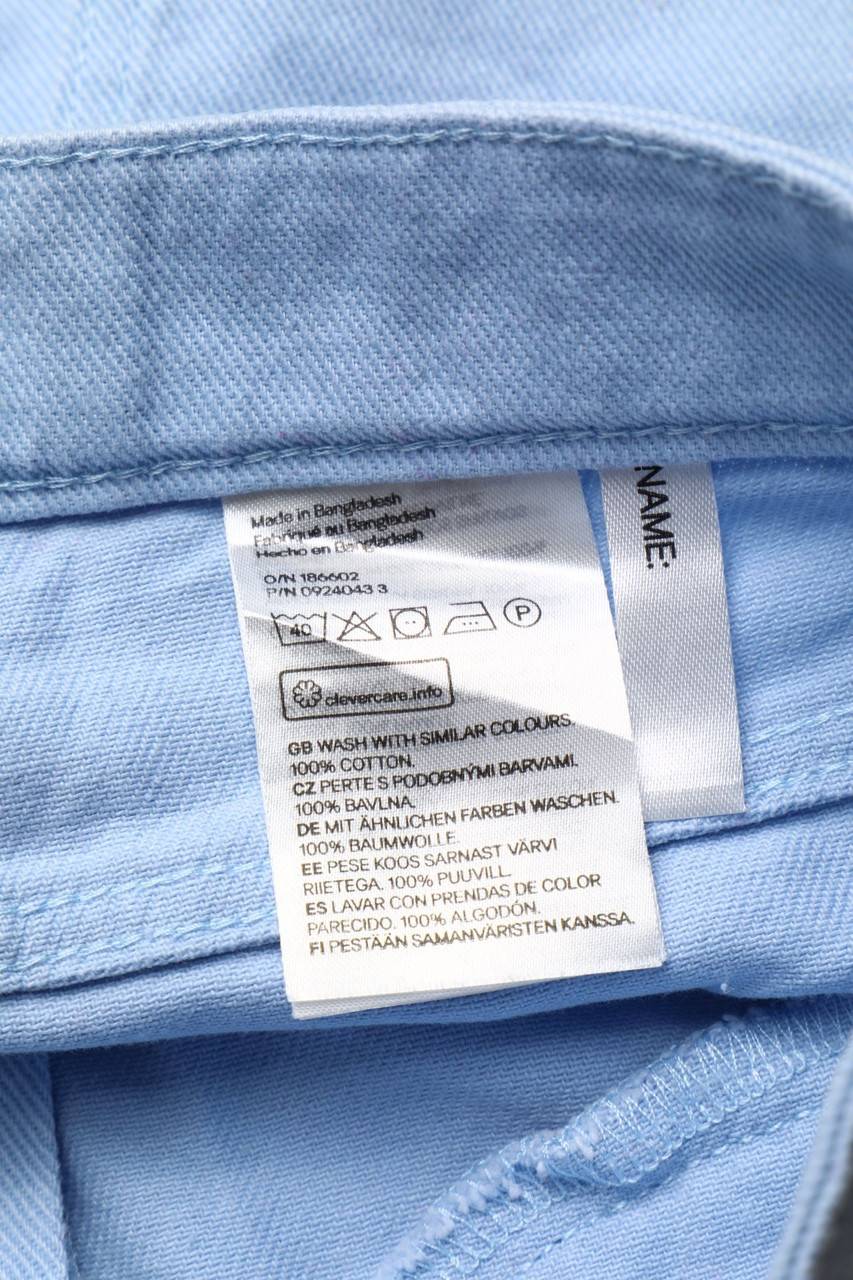 Made in Bangladesh
Fabriqué au Bangladesh
Hecho en Bangladesh
O/N 186602
P/N 0924043 3
40
P
clevercare.info
GB WASH WITH SIMILAR COLOURS.
100% COTTON.
CZ PERTE S PODOBNÝMI BARVAMI.
100% BAVLNA.
DE MIT ÄHNLICHEN FARBEN WASCHEN.
100% BAUMWOLLE.
EE PESE KOOS SARNAST VÄRVI
RIIETEGA. 100% PUUVILL.
ES LAVAR CON PRENDAS DE COLOR
PARECIDO. 100% ALGODÓN.
FI PESTÄÄN SAMANVÄRISTEN KANSSA.
NAME: